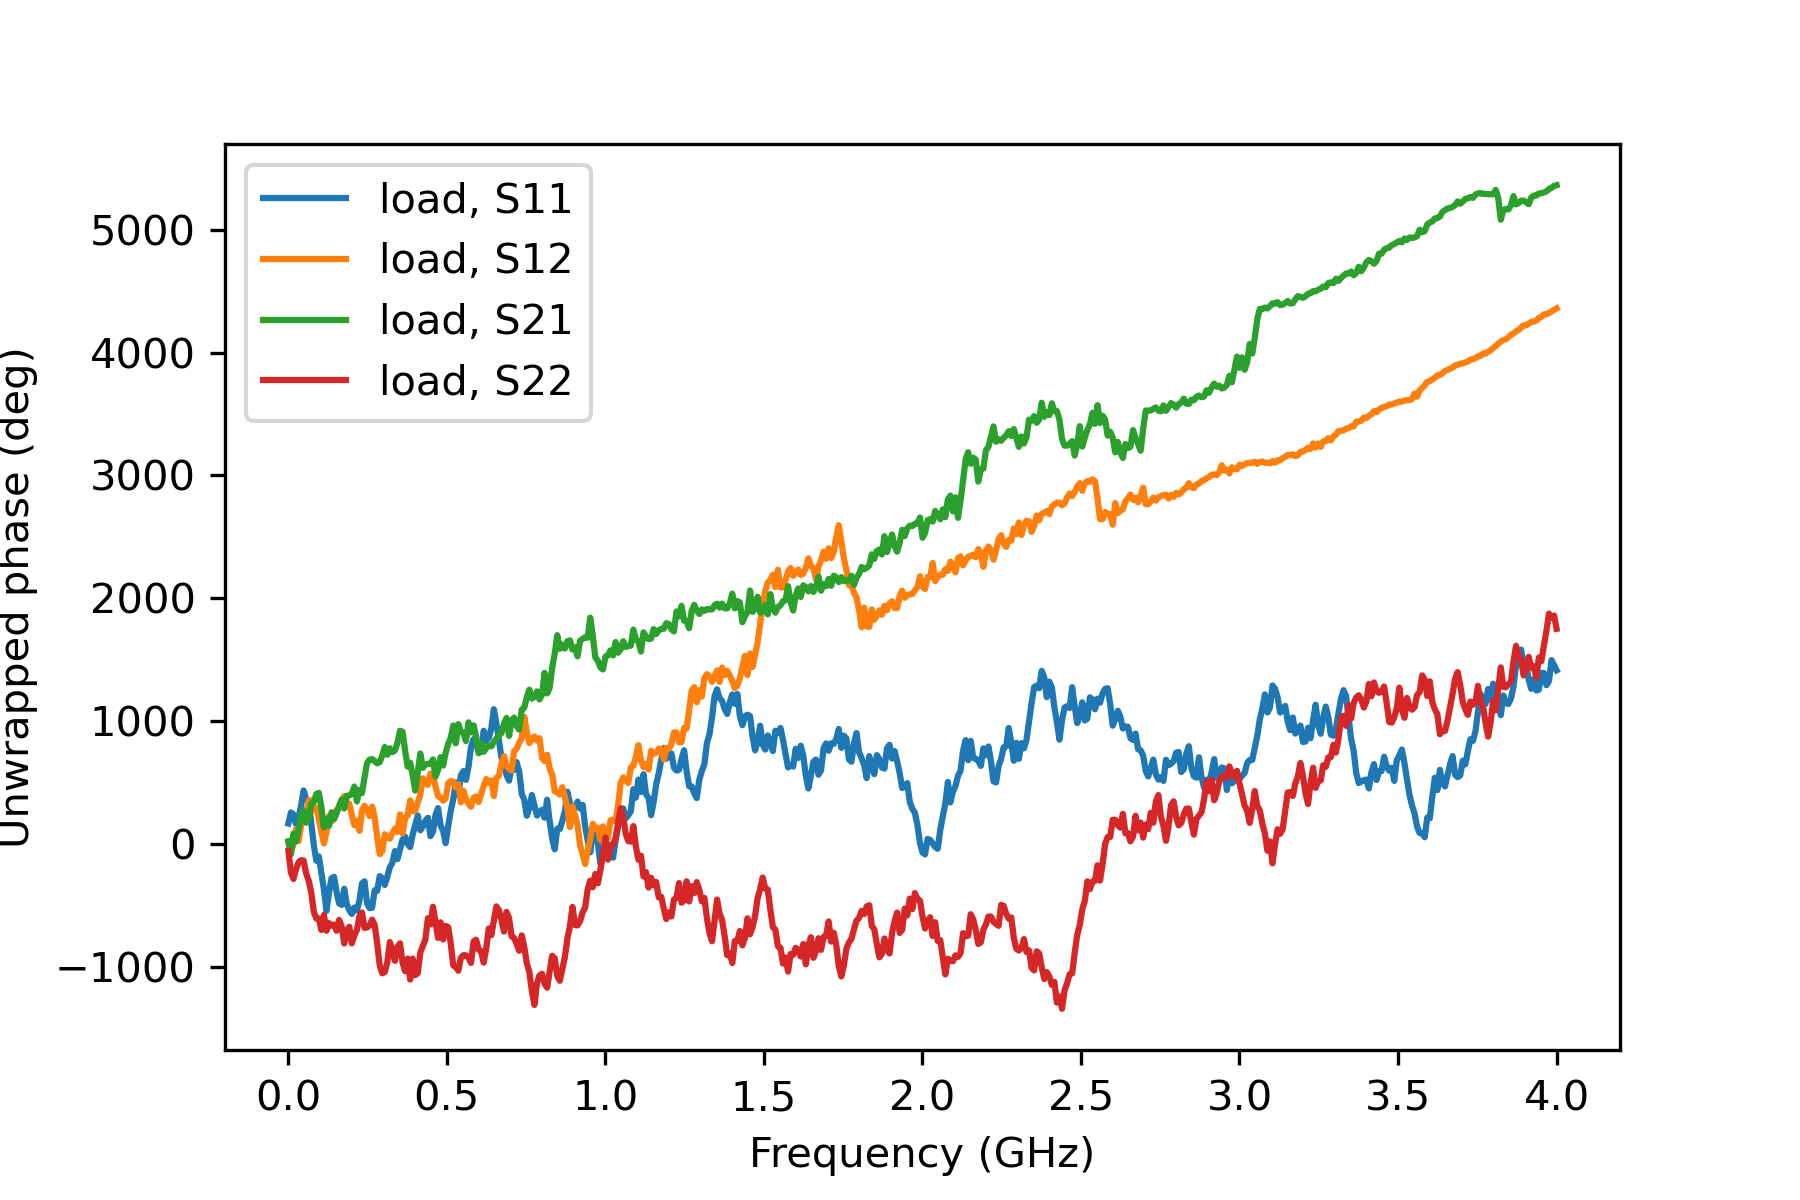 load, S11
load, S12
load, S21
load, S22
Unwrapped phase (deg)
5000
4000
3000
2000
1000
0
−1000
0.0 0.5 1.0 1.5 2.0 2.5 3.0 3.5 4.0
Frequency (GHz)